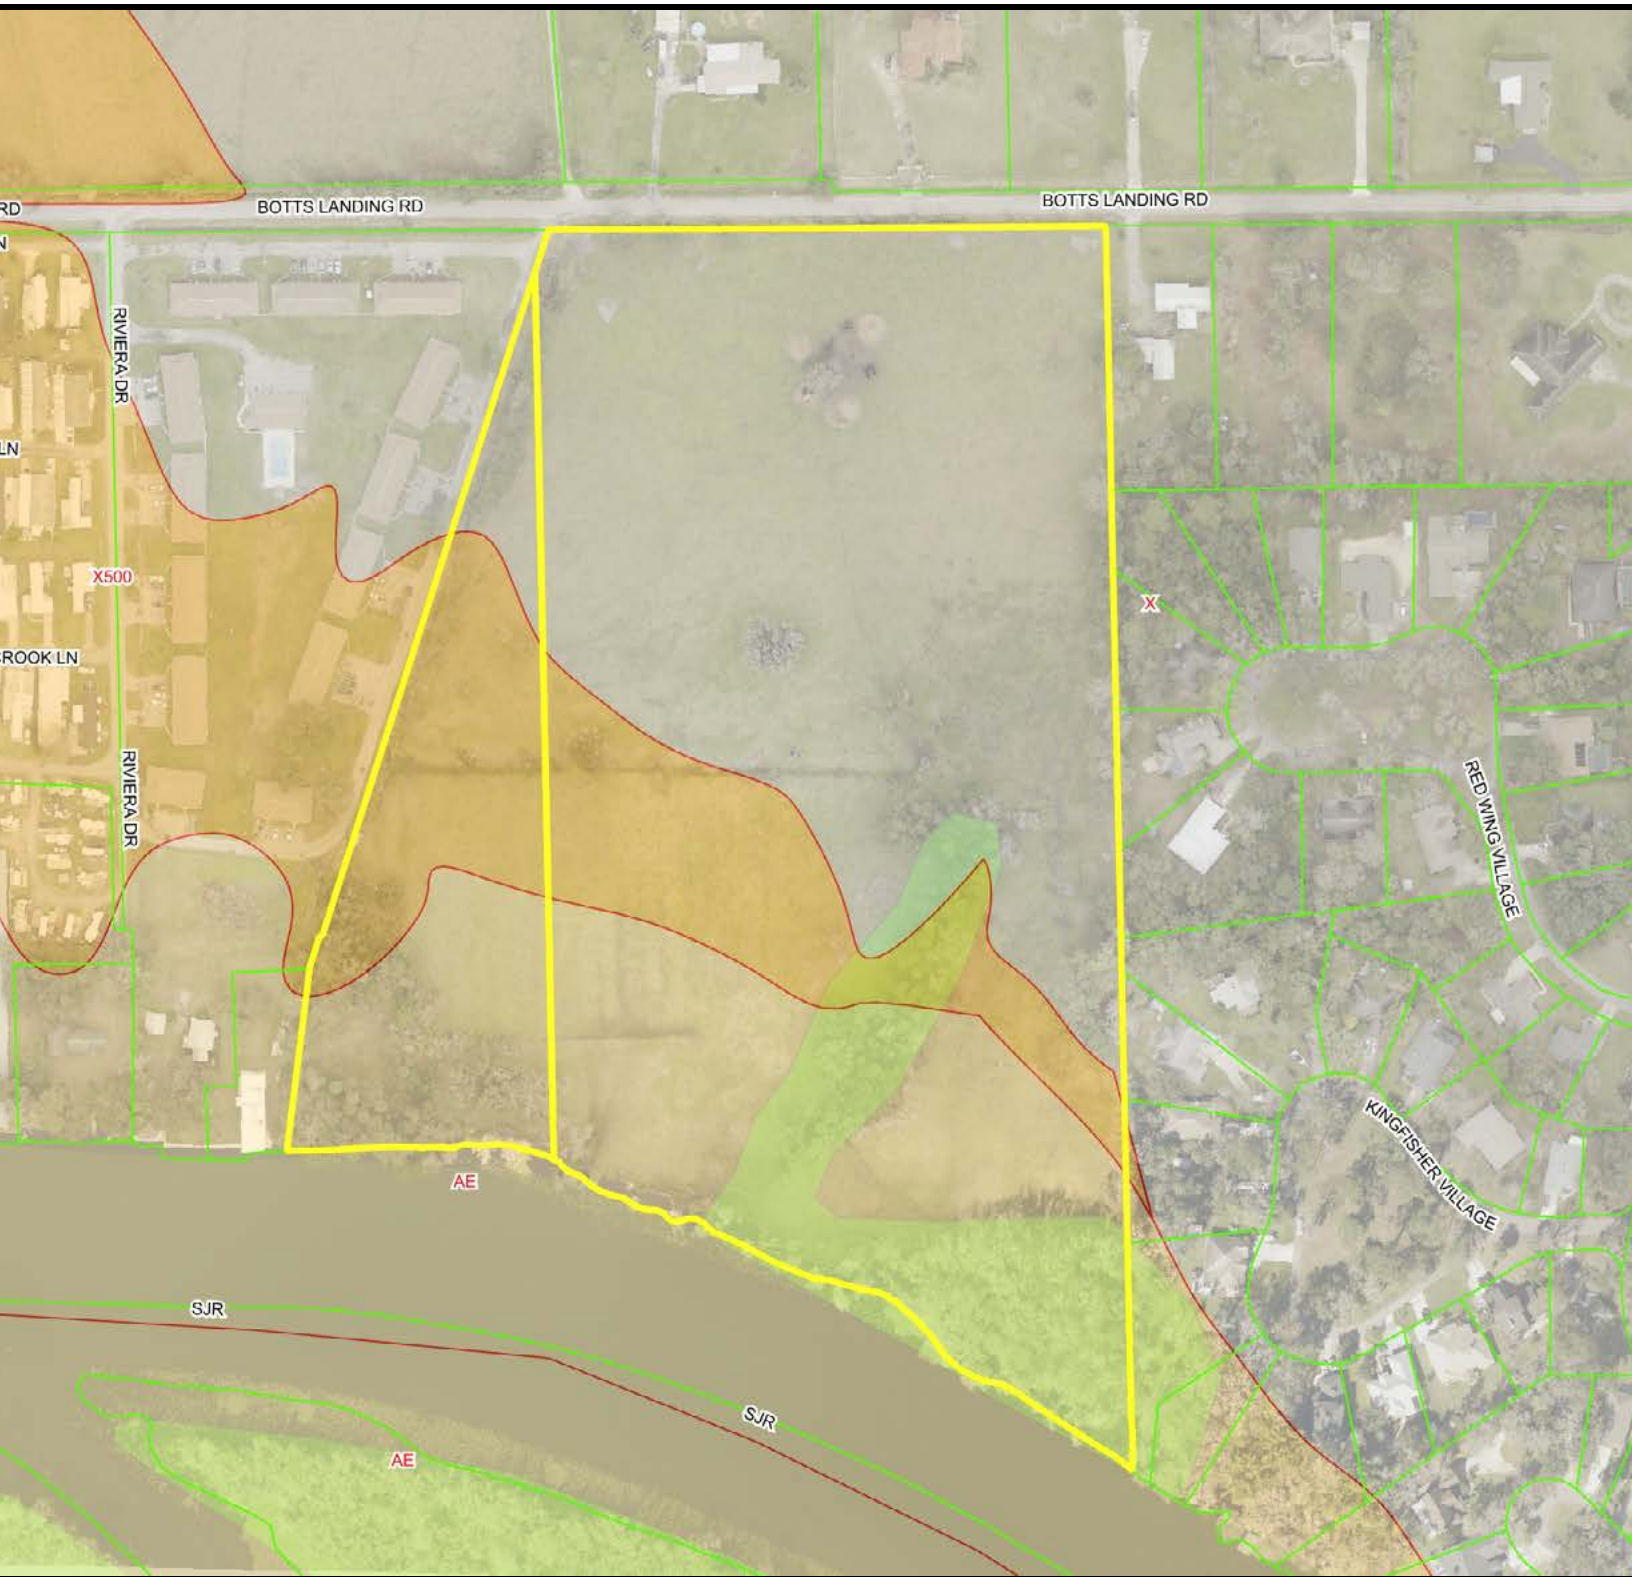 BOTTS LANDING RD
BOTTS LANDING RD
RD
N
RIVIERA DR
LN
X500
X
ROOK LN
RIVIERA DR
RED WING VILLAGE
KINGFISHER VILLAGE
AE
SJR
SJR
AE